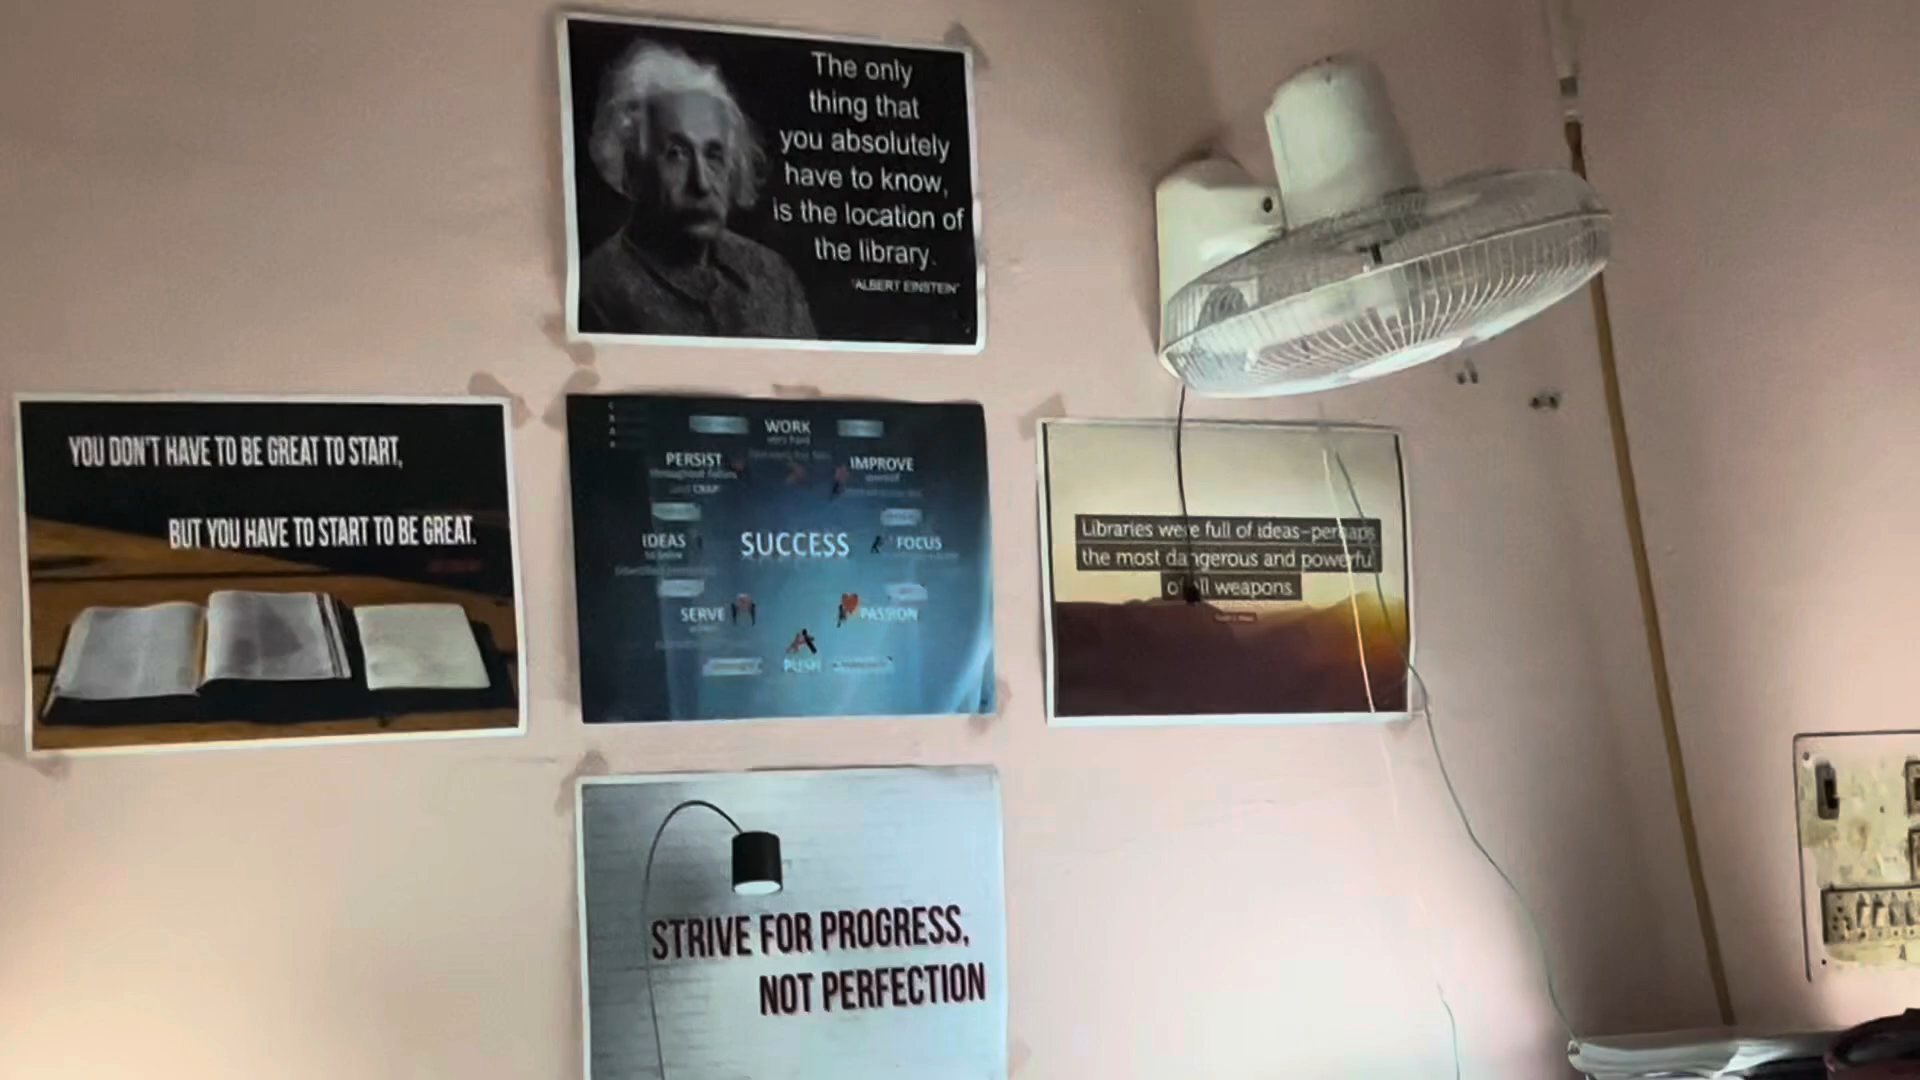 The only
thing that
you absolutely
have to know,
is the location of
the library.
"ALBERT EINSTEIN"
YOU DON'T HAVE TO BE GREAT TO START,
BUT YOU HAVE TO START TO BE GREAT.
WORK
PERSIST
IMPROVE
IDEAS
SUCCESS
FOCUS
SERVE
PASSION
PUSH
Libraries were full of ideas–perhaps
the most dangerous and powerful
of all weapons.
STRIVE FOR PROGRESS,
NOT PERFECTION